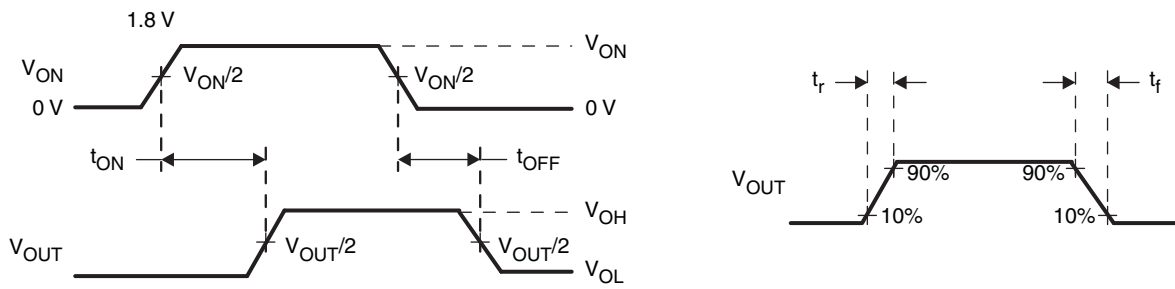 1.8 V
V_ON
V_ON
V_ON/2
V_ON/2
0 V
0 V
t_ON
t_OFF
V_OH
V_OUT
V_OUT/2
V_OUT/2
V_OL
t_r
t_f
V_OUT
90%
90%
10%
10%